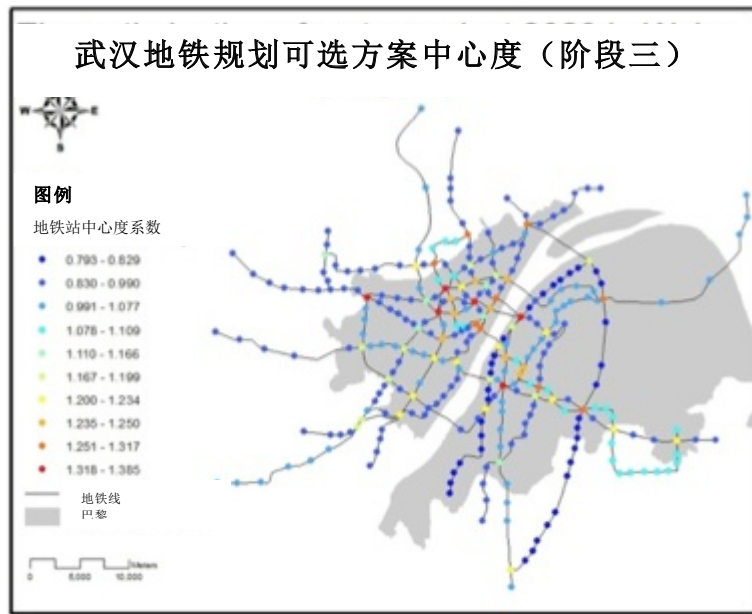 武汉地铁规划可选方案中心度（阶段三）
W E
S
图例
地铁站中心度系数
0.793 - 0.829
0.830 - 0.990
0.991 - 1.077
1.078 - 1.109
1.110 - 1.166
1.167 - 1.199
1.200 - 1.234
1.235 - 1.250
1.251 - 1.317
1.318 - 1.385
地铁线
巴黎
Meters
0 5,000 10,000